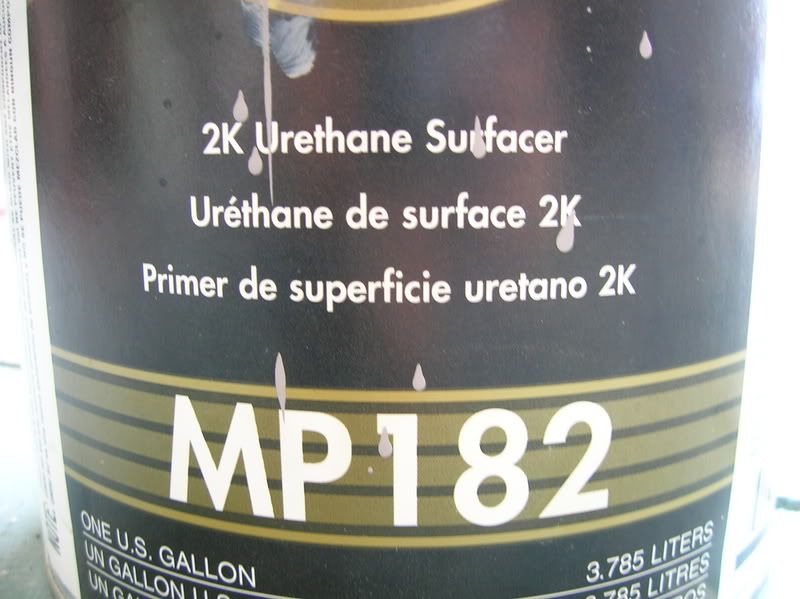 2K Urethane Surfacer
Uréthane de surface 2K
Primer de superficie uretano 2K
MP182
ONE U.S. GALLON
3.785 LITERS
UN GALLON U.S.
3.785 LITRES
UN